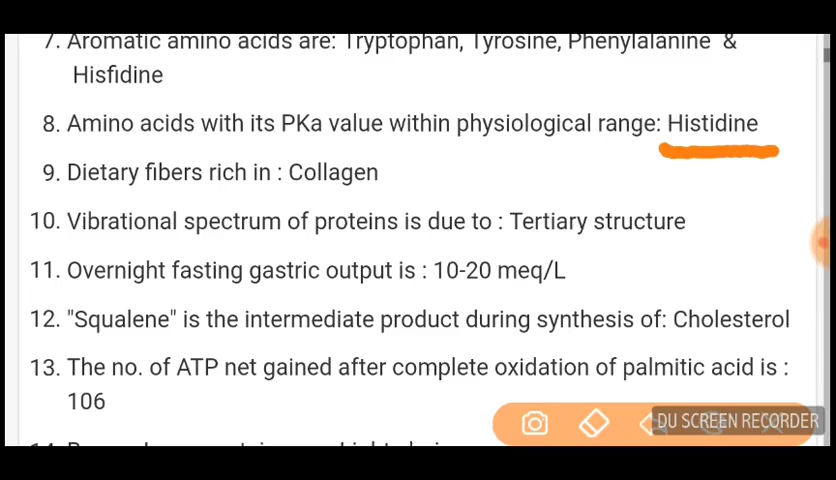 7. Aromatic amino acids are: Tryptophan, Tyrosine, Phenylalanine &
Hisfidine
8. Amino acids with its PKa value within physiological range: Histidine
9. Dietary fibers rich in : Collagen
10. Vibrational spectrum of proteins is due to : Tertiary structure
11. Overnight fasting gastric output is : 10-20 meq/L
12. "Squalene" is the intermediate product during synthesis of: Cholesterol
13. The no. of ATP net gained after complete oxidation of palmitic acid is :
106
DU SCREEN RECORDER